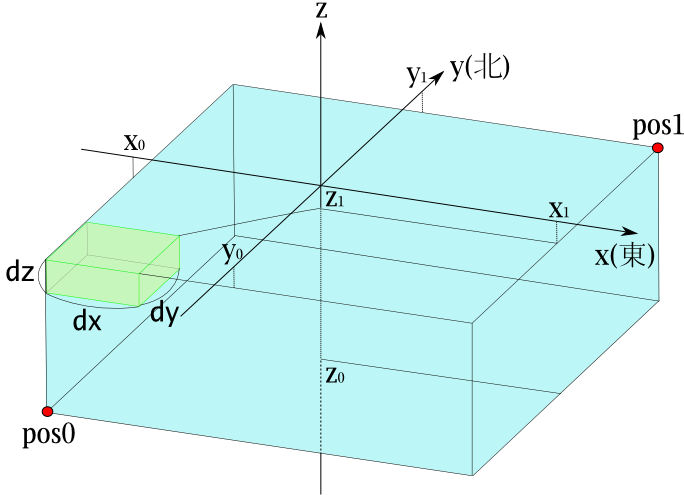 z
y₁
y(北)
pos1
x₀
z₁
x₁
y₀
x(東)
dz
dx
dy
z₀
pos0